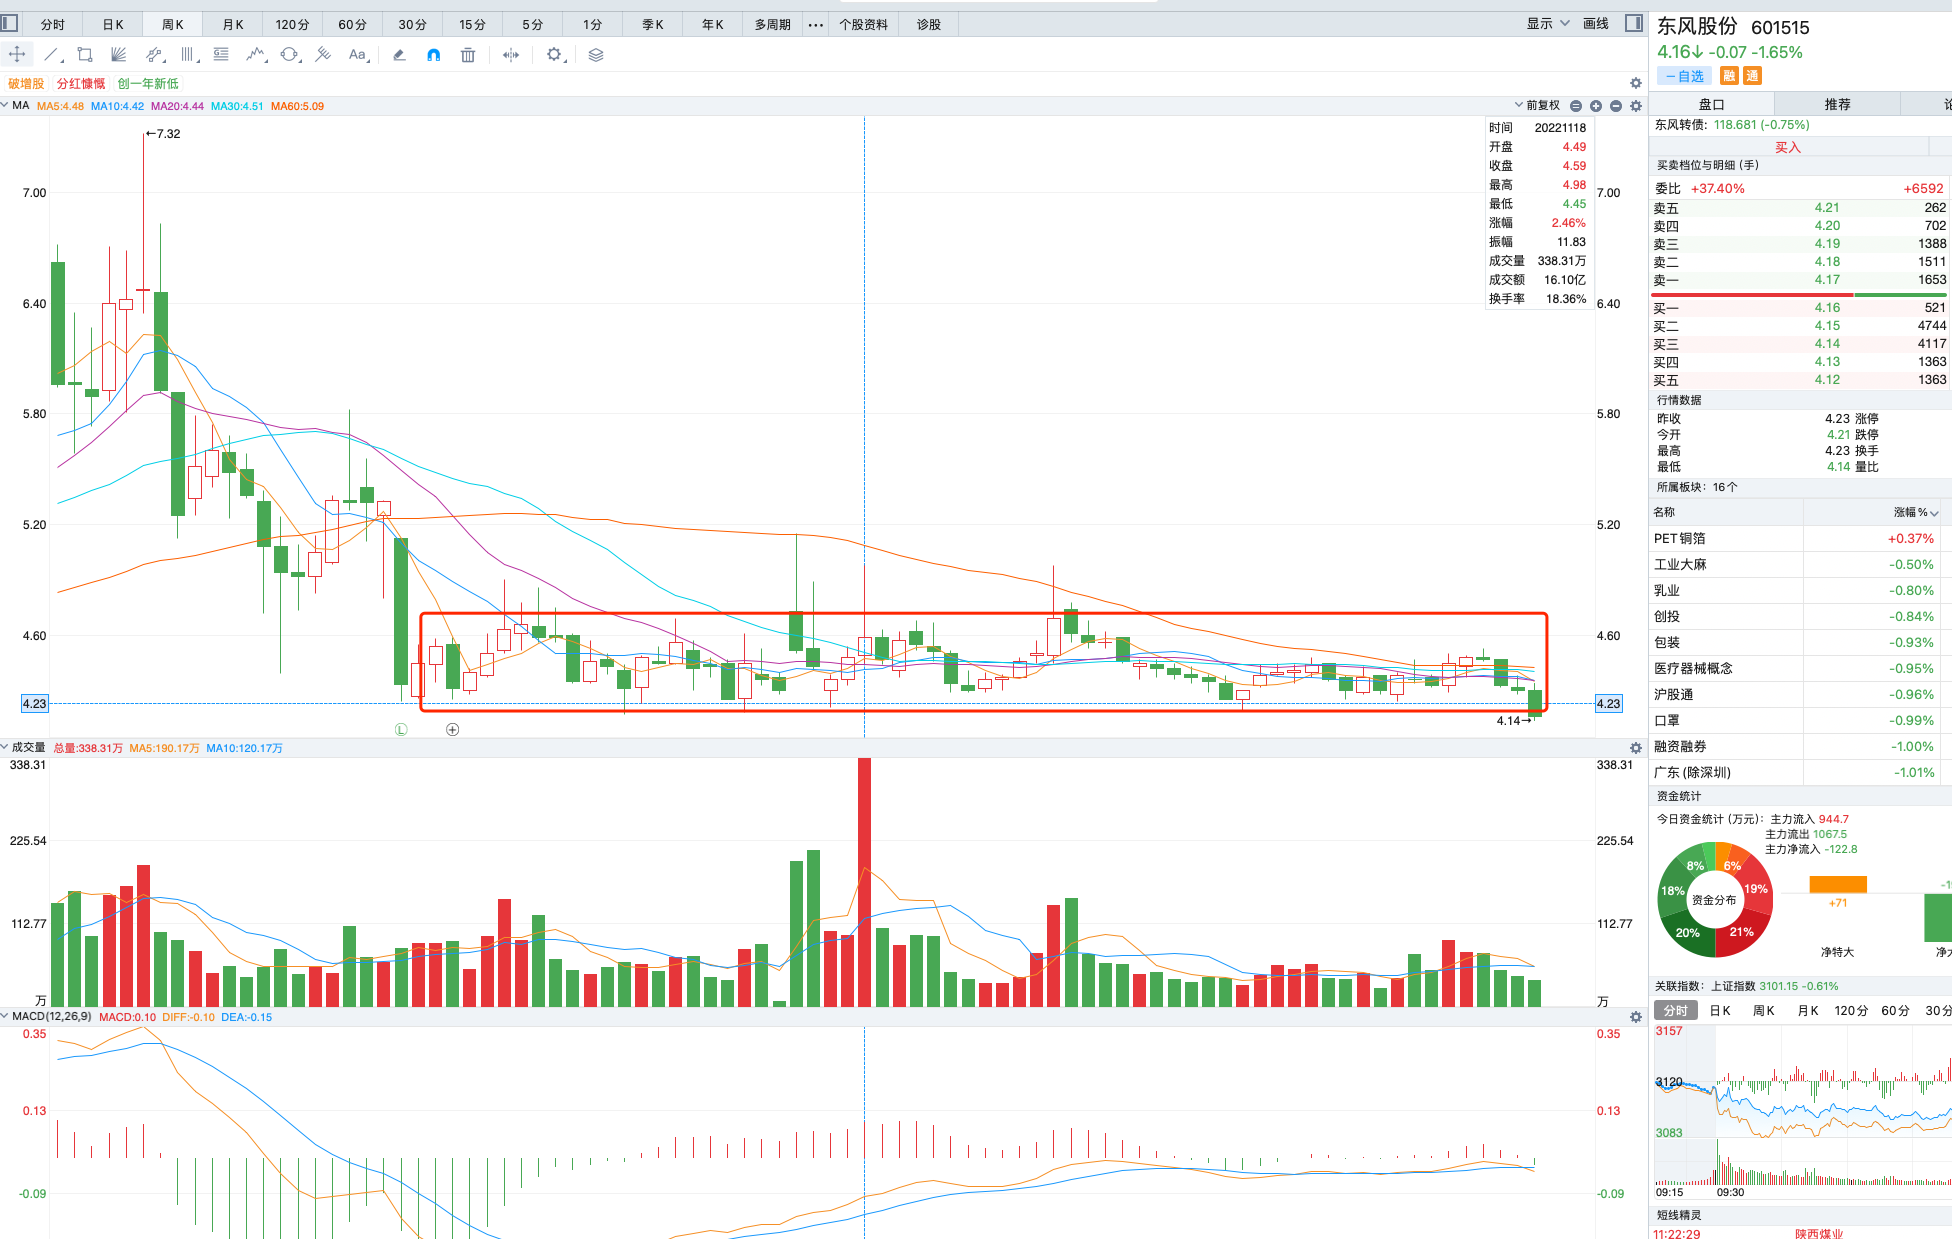 分时 日K 周K 月K 120分 60分 30分 15分 5分 1分 季K 年K 多周期 ••• 个股资料 诊股 显示 画线
Aa
破增股 分红慷慨 创一年新低
MA MA5:4.48 MA10:4.42 MA20:4.44 MA30:4.51 MA60:5.09 前复权
←7.32
7.00
6.40
5.80
5.20
4.60
4.23
7.00
6.40
5.80
5.20
4.60
4.23
时间 20221118
开盘 4.49
收盘 4.59
最高 4.98
最低 4.45
涨幅 2.46%
振幅 11.83
成交量 338.31万
成交额 16.10亿
换手率 18.36%
4.14→
L
成交量 总量:338.31万 MA5:190.17万 MA10:120.17万
338.31
225.54
112.77
万
338.31
225.54
112.77
万
MACD(12,26,9) MACD:0.10 DIFF:-0.10 DEA:-0.15
0.35
0.13
-0.09
0.35
0.13
-0.09
东风股份 601515
4.16↓ -0.07 -1.65%
－自选 融 通
盘口 推荐
东风转债: 118.681 (-0.75%)
买入
买卖档位与明细 (手)
委比 +37.40% +6592
卖五 4.21 262
卖四 4.20 702
卖三 4.19 1388
卖二 4.18 1511
卖一 4.17 1653
买一 4.16 521
买二 4.15 4744
买三 4.14 4117
买四 4.13 1363
买五 4.12 1363
行情数据
昨收 4.23 涨停
今开 4.21 跌停
最高 4.23 换手
最低 4.14 量比
所属板块: 16个
名称 涨幅%
PET铜箔 +0.37%
工业大麻 -0.50%
乳业 -0.80%
创投 -0.84%
包装 -0.93%
医疗器械概念 -0.95%
沪股通 -0.96%
口罩 -0.99%
融资融券 -1.00%
广东(除深圳) -1.01%
资金统计
今日资金统计 (万元): 主力流入 944.7
主力流出 1067.5
主力净流入 -122.8
8% 6%
18% 资金分布 19%
20% 21%
+71
净特大
关联指数: 上证指数 3101.15 -0.61%
分时 日K 周K 月K 120分 60分 30分
3157
3120
3083
09:15 09:30
短线精灵
11:22:29 陕西煤业